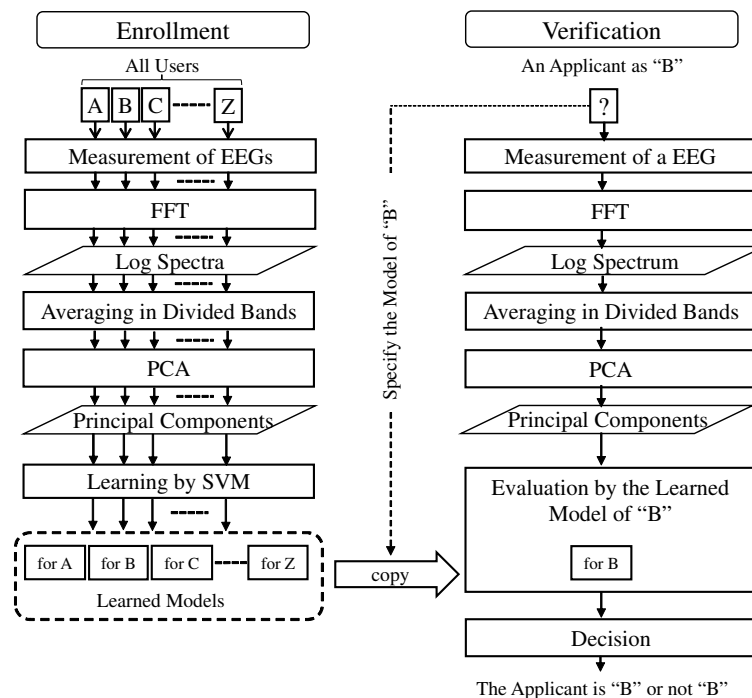 Enrollment
All Users
A B C Z
Measurement of EEGs
FFT
Log Spectra
Averaging in Divided Bands
PCA
Principal Components
Learning by SVM
for A for B for C for Z
Learned Models
Specify the Model of “B”
copy
Verification
An Applicant as “B”
?
Measurement of a EEG
FFT
Log Spectrum
Averaging in Divided Bands
PCA
Principal Components
Evaluation by the Learned
Model of “B”
for B
Decision
The Applicant is “B” or not “B”